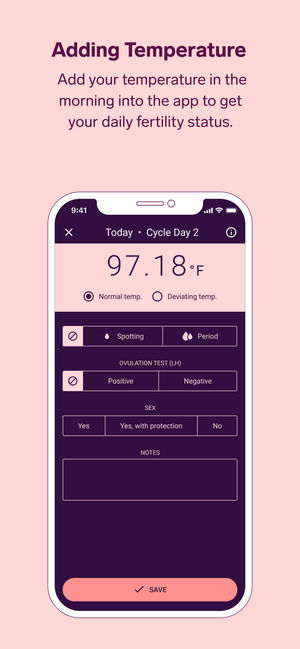 Adding Temperature
Add your temperature in the
morning into the app to get
your daily fertility status.
9:41
Today • Cycle Day 2
97.18°F
Normal temp. Deviating temp.
Spotting Period
OVULATION TEST (LH)
Positive Negative
SEX
Yes Yes, with protection No
NOTES
SAVE